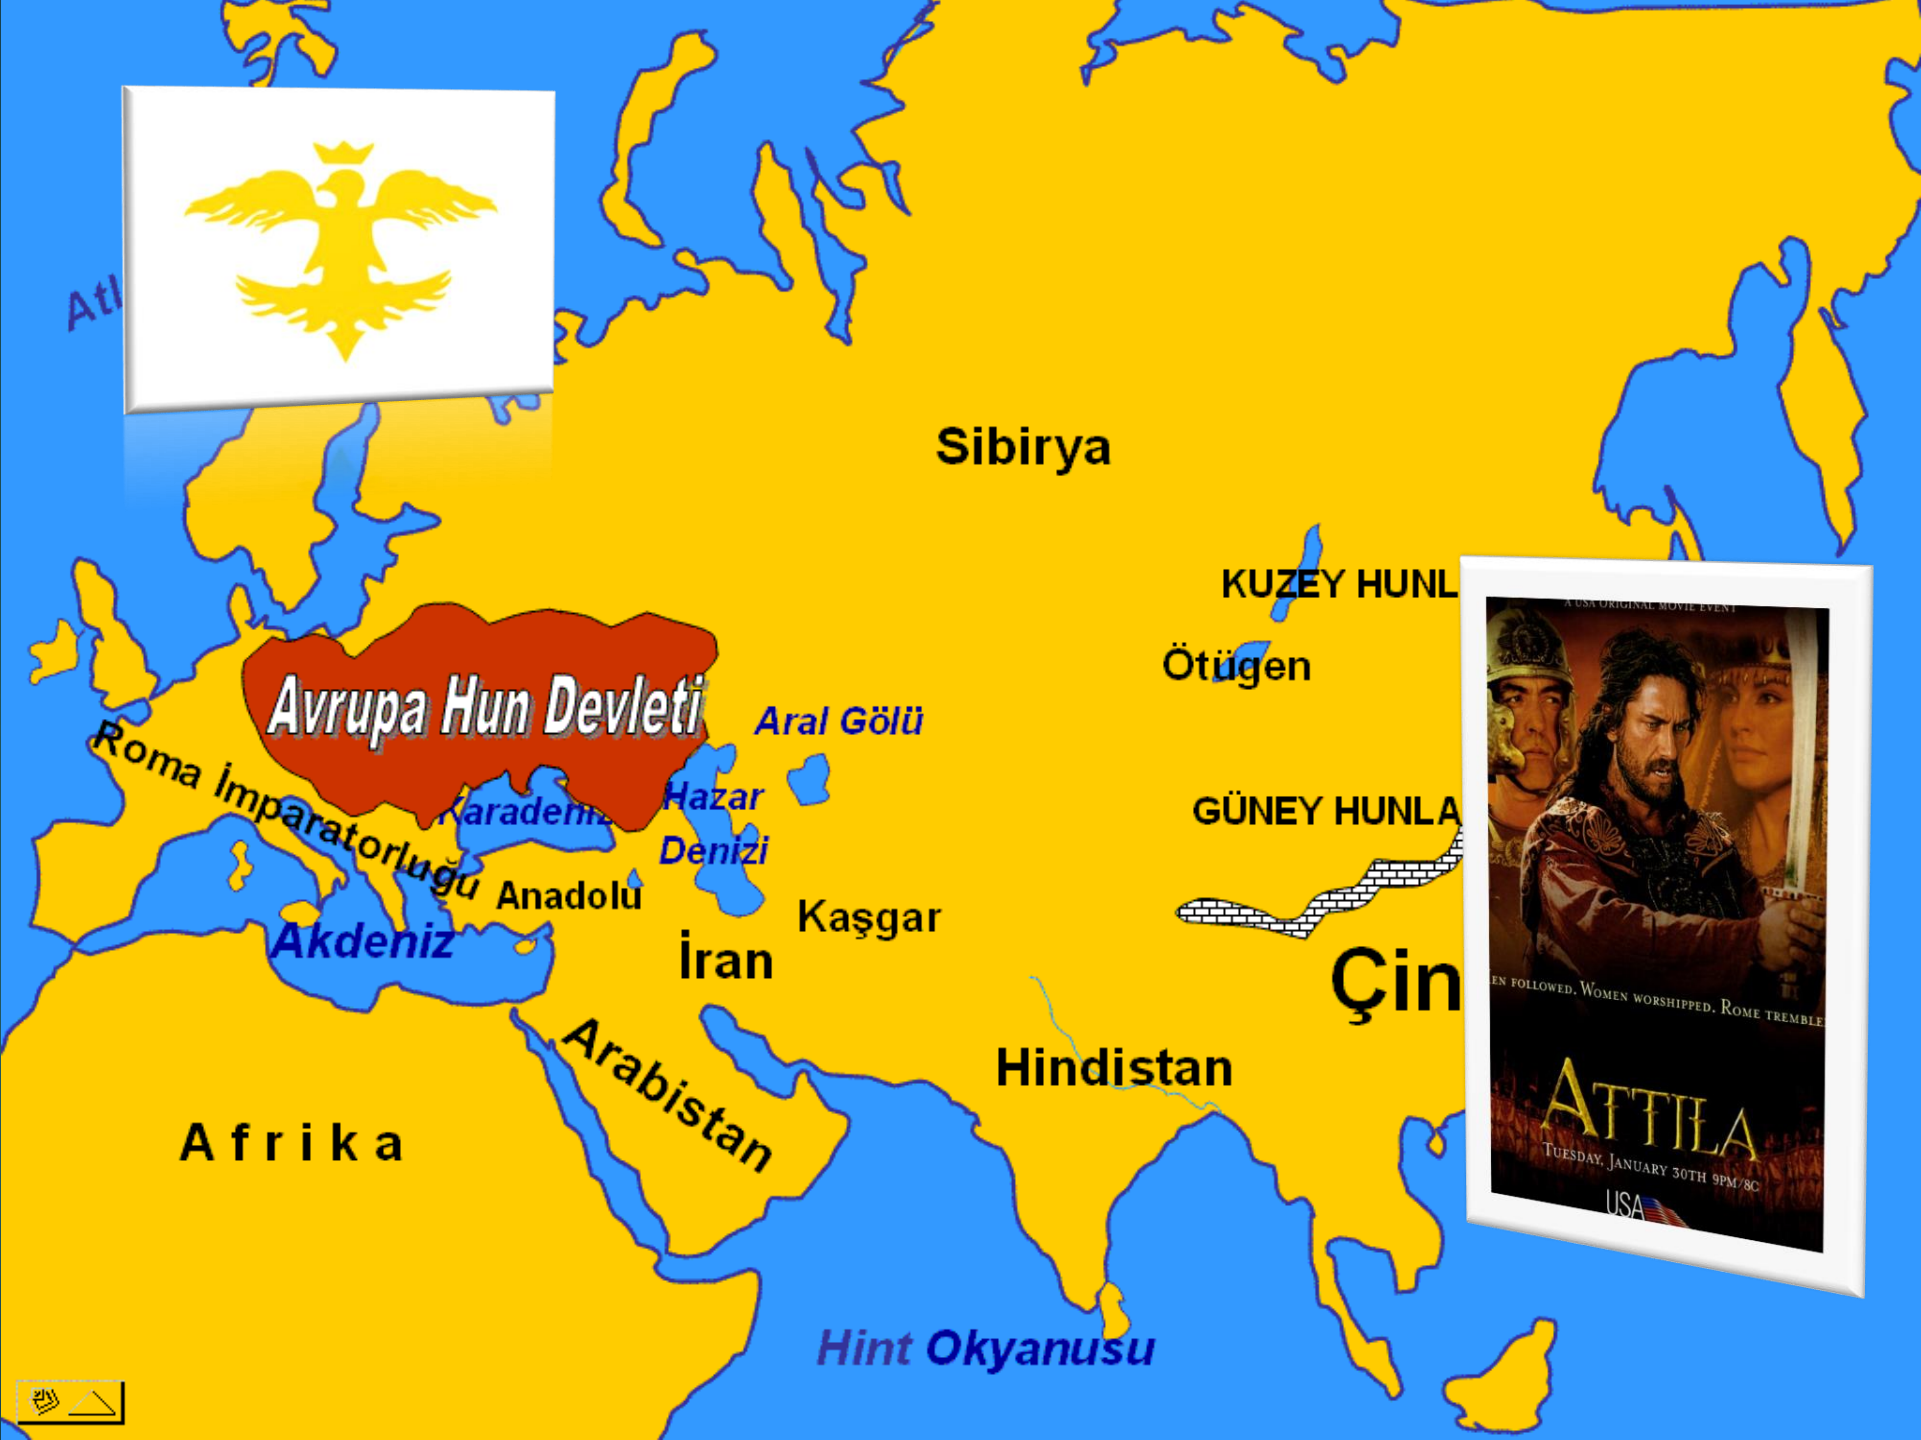 Atl
Sibirya
KUZEY HUNL
Ötügen
Avrupa Hun Devleti
Aral Gölü
Roma İmparatorluğu
Karadeniz
Hazar
Denizi
GÜNEY HUNLA
Anadolu
Kaşgar
Akdeniz
İran
Çin
Arabistan
Hindistan
Afrika
Hint Okyanusu
A USA ORIGINAL MOVIE EVENT
EN FOLLOWED. WOMEN WORSHIPPED. ROME TREMBLE
ATTILA
TUESDAY, JANUARY 30TH 9PM/8C
USA